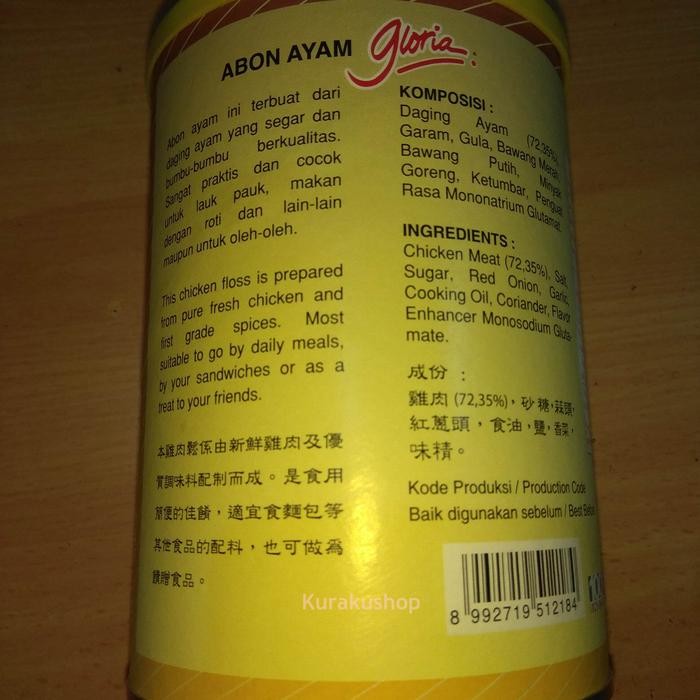 ABON AYAM gloria :
Abon ayam ini terbuat dari
daging ayam yang segar dan
bumbu-bumbu berkualitas.
Sangat praktis dan cocok
untuk lauk pauk, makan
dengan roti dan lain-lain
maupun untuk oleh-oleh.
This chicken floss is prepared
from pure fresh chicken and
first grade spices. Most
suitable to go by daily meals,
by your sandwiches or as a
treat to your friends.
本雞肉鬆係由新鮮雞肉及優
質調味料配制而成。是食用
簡便的佳餚，適宜食麵包等
其他食品的配料，也可做為
饋贈食品。
KOMPOSISI :
Daging Ayam (72,35%),
Garam, Gula, Bawang Merah,
Bawang Putih, Minyak
Goreng, Ketumbar, Penguat
Rasa Mononatrium Glutamat.
INGREDIENTS :
Chicken Meat (72,35%), Salt,
Sugar, Red Onion, Garlic,
Cooking Oil, Coriander, Flavor
Enhancer Monosodium Gluta-
mate.
成份 :
雞肉 (72,35%)，砂糖，蒜頭，
紅蔥頭，食油，鹽，香菜，
味精。
Kode Produksi / Production Code
Baik digunakan sebelum / Best Before
8 992719 512184
Kurakushop